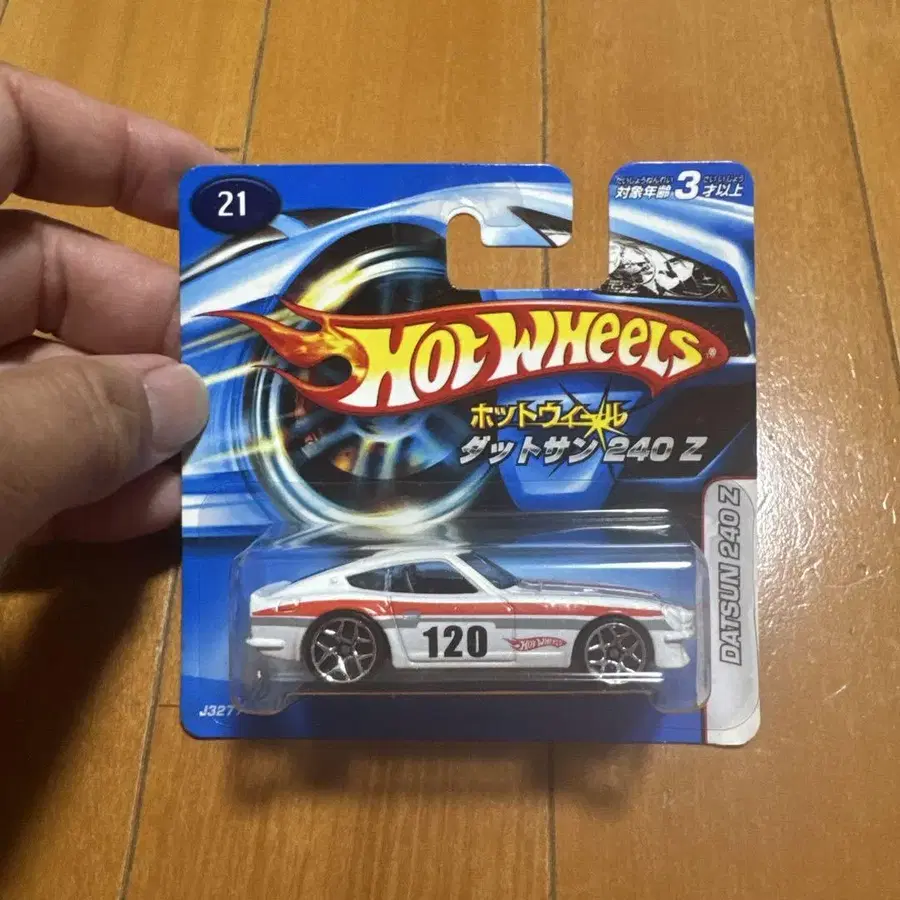 21
たいしょうねんれい さいいじょう
対象年齢 3 才以上
HOT WHEELS®
ホットウィール
ダットサン 240 Z
DATSUN 240 Z
120
HOT WHEELS